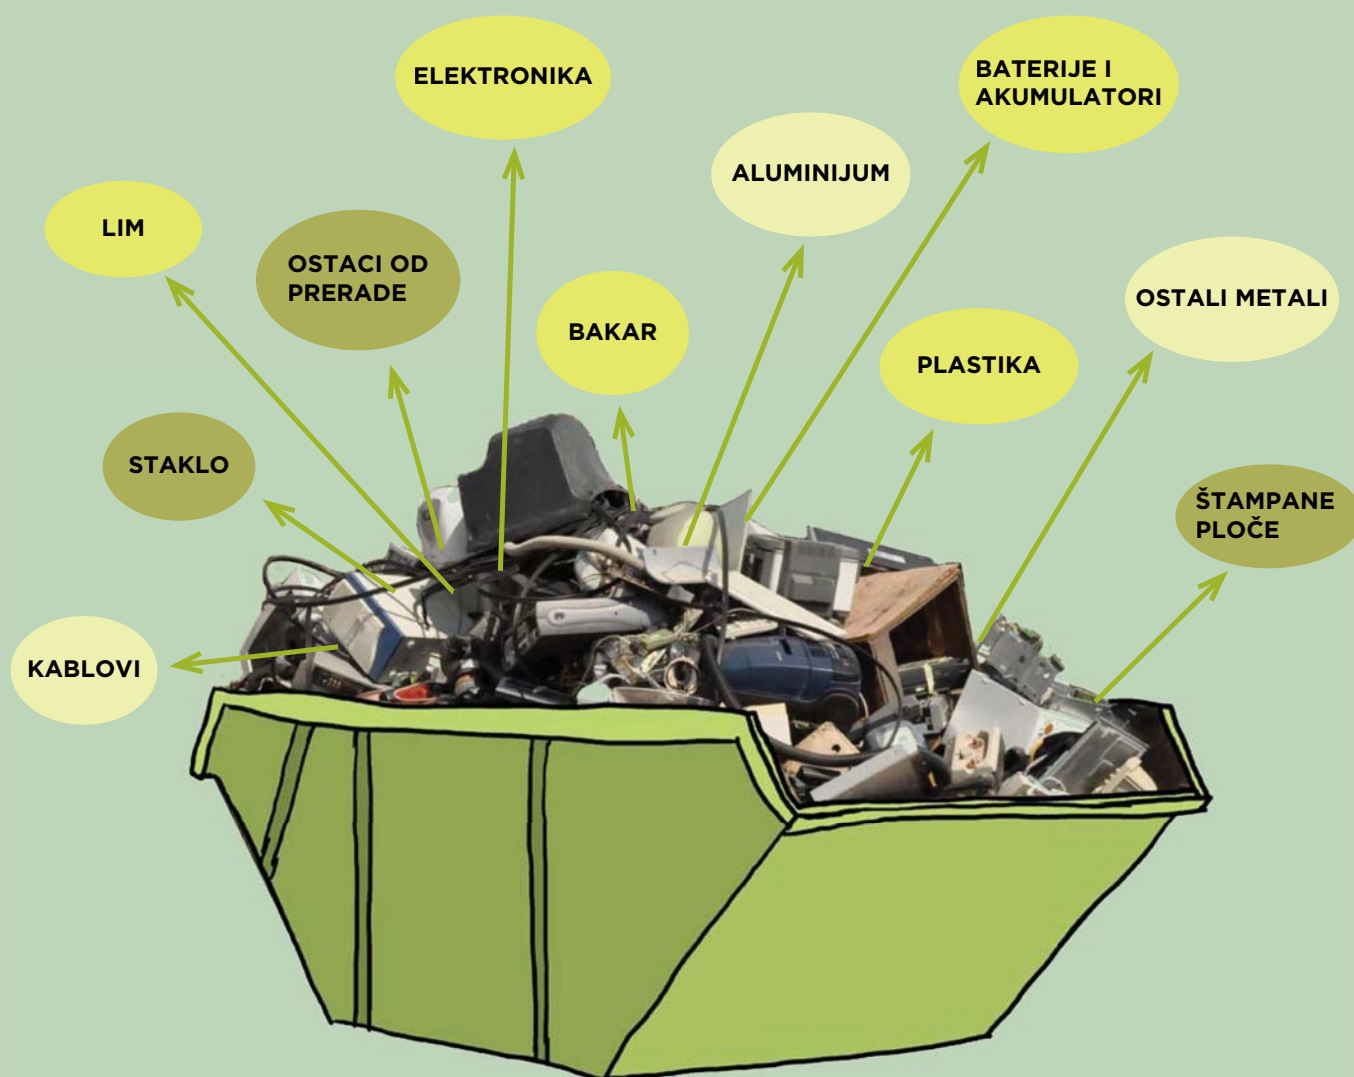 ELEKTRONIKA
BATERIJE I
AKUMULATORI
ALUMINIJUM
LIM
OSTACI OD
PRERADE
BAKAR
OSTALI METALI
PLASTIKA
STAKLO
ŠTAMPANE
PLOČE
KABLOVI